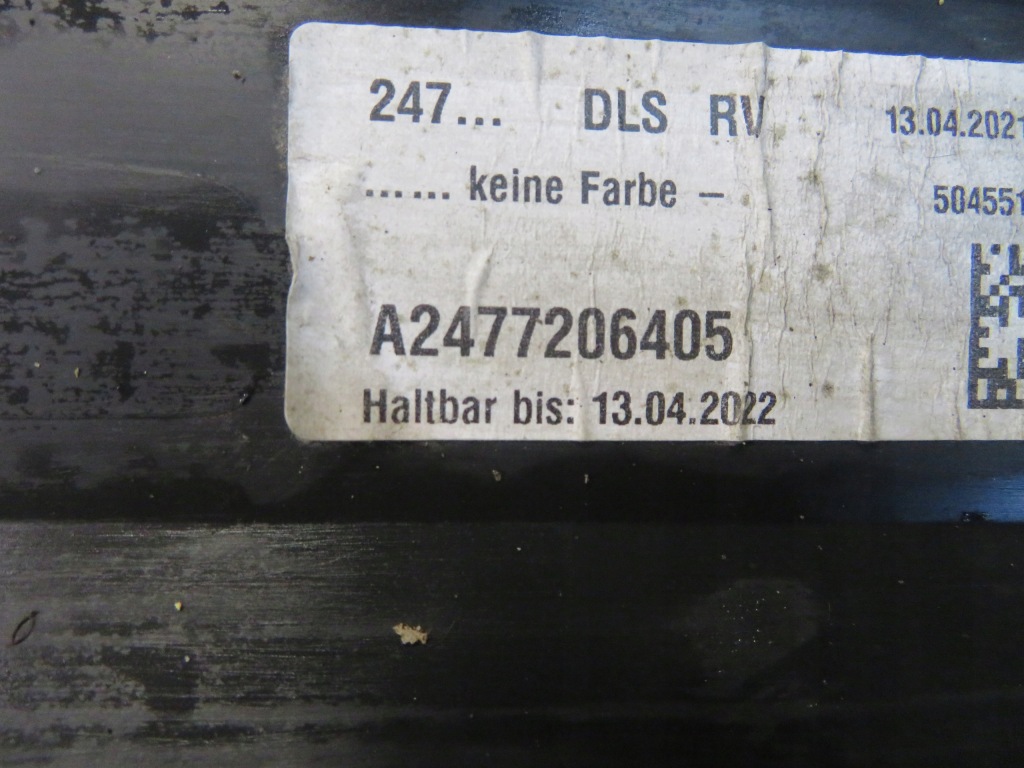 247... DLS RV 13.04.2021
...... keine Farbe – 504551
A2477206405
Haltbar bis: 13.04.2022